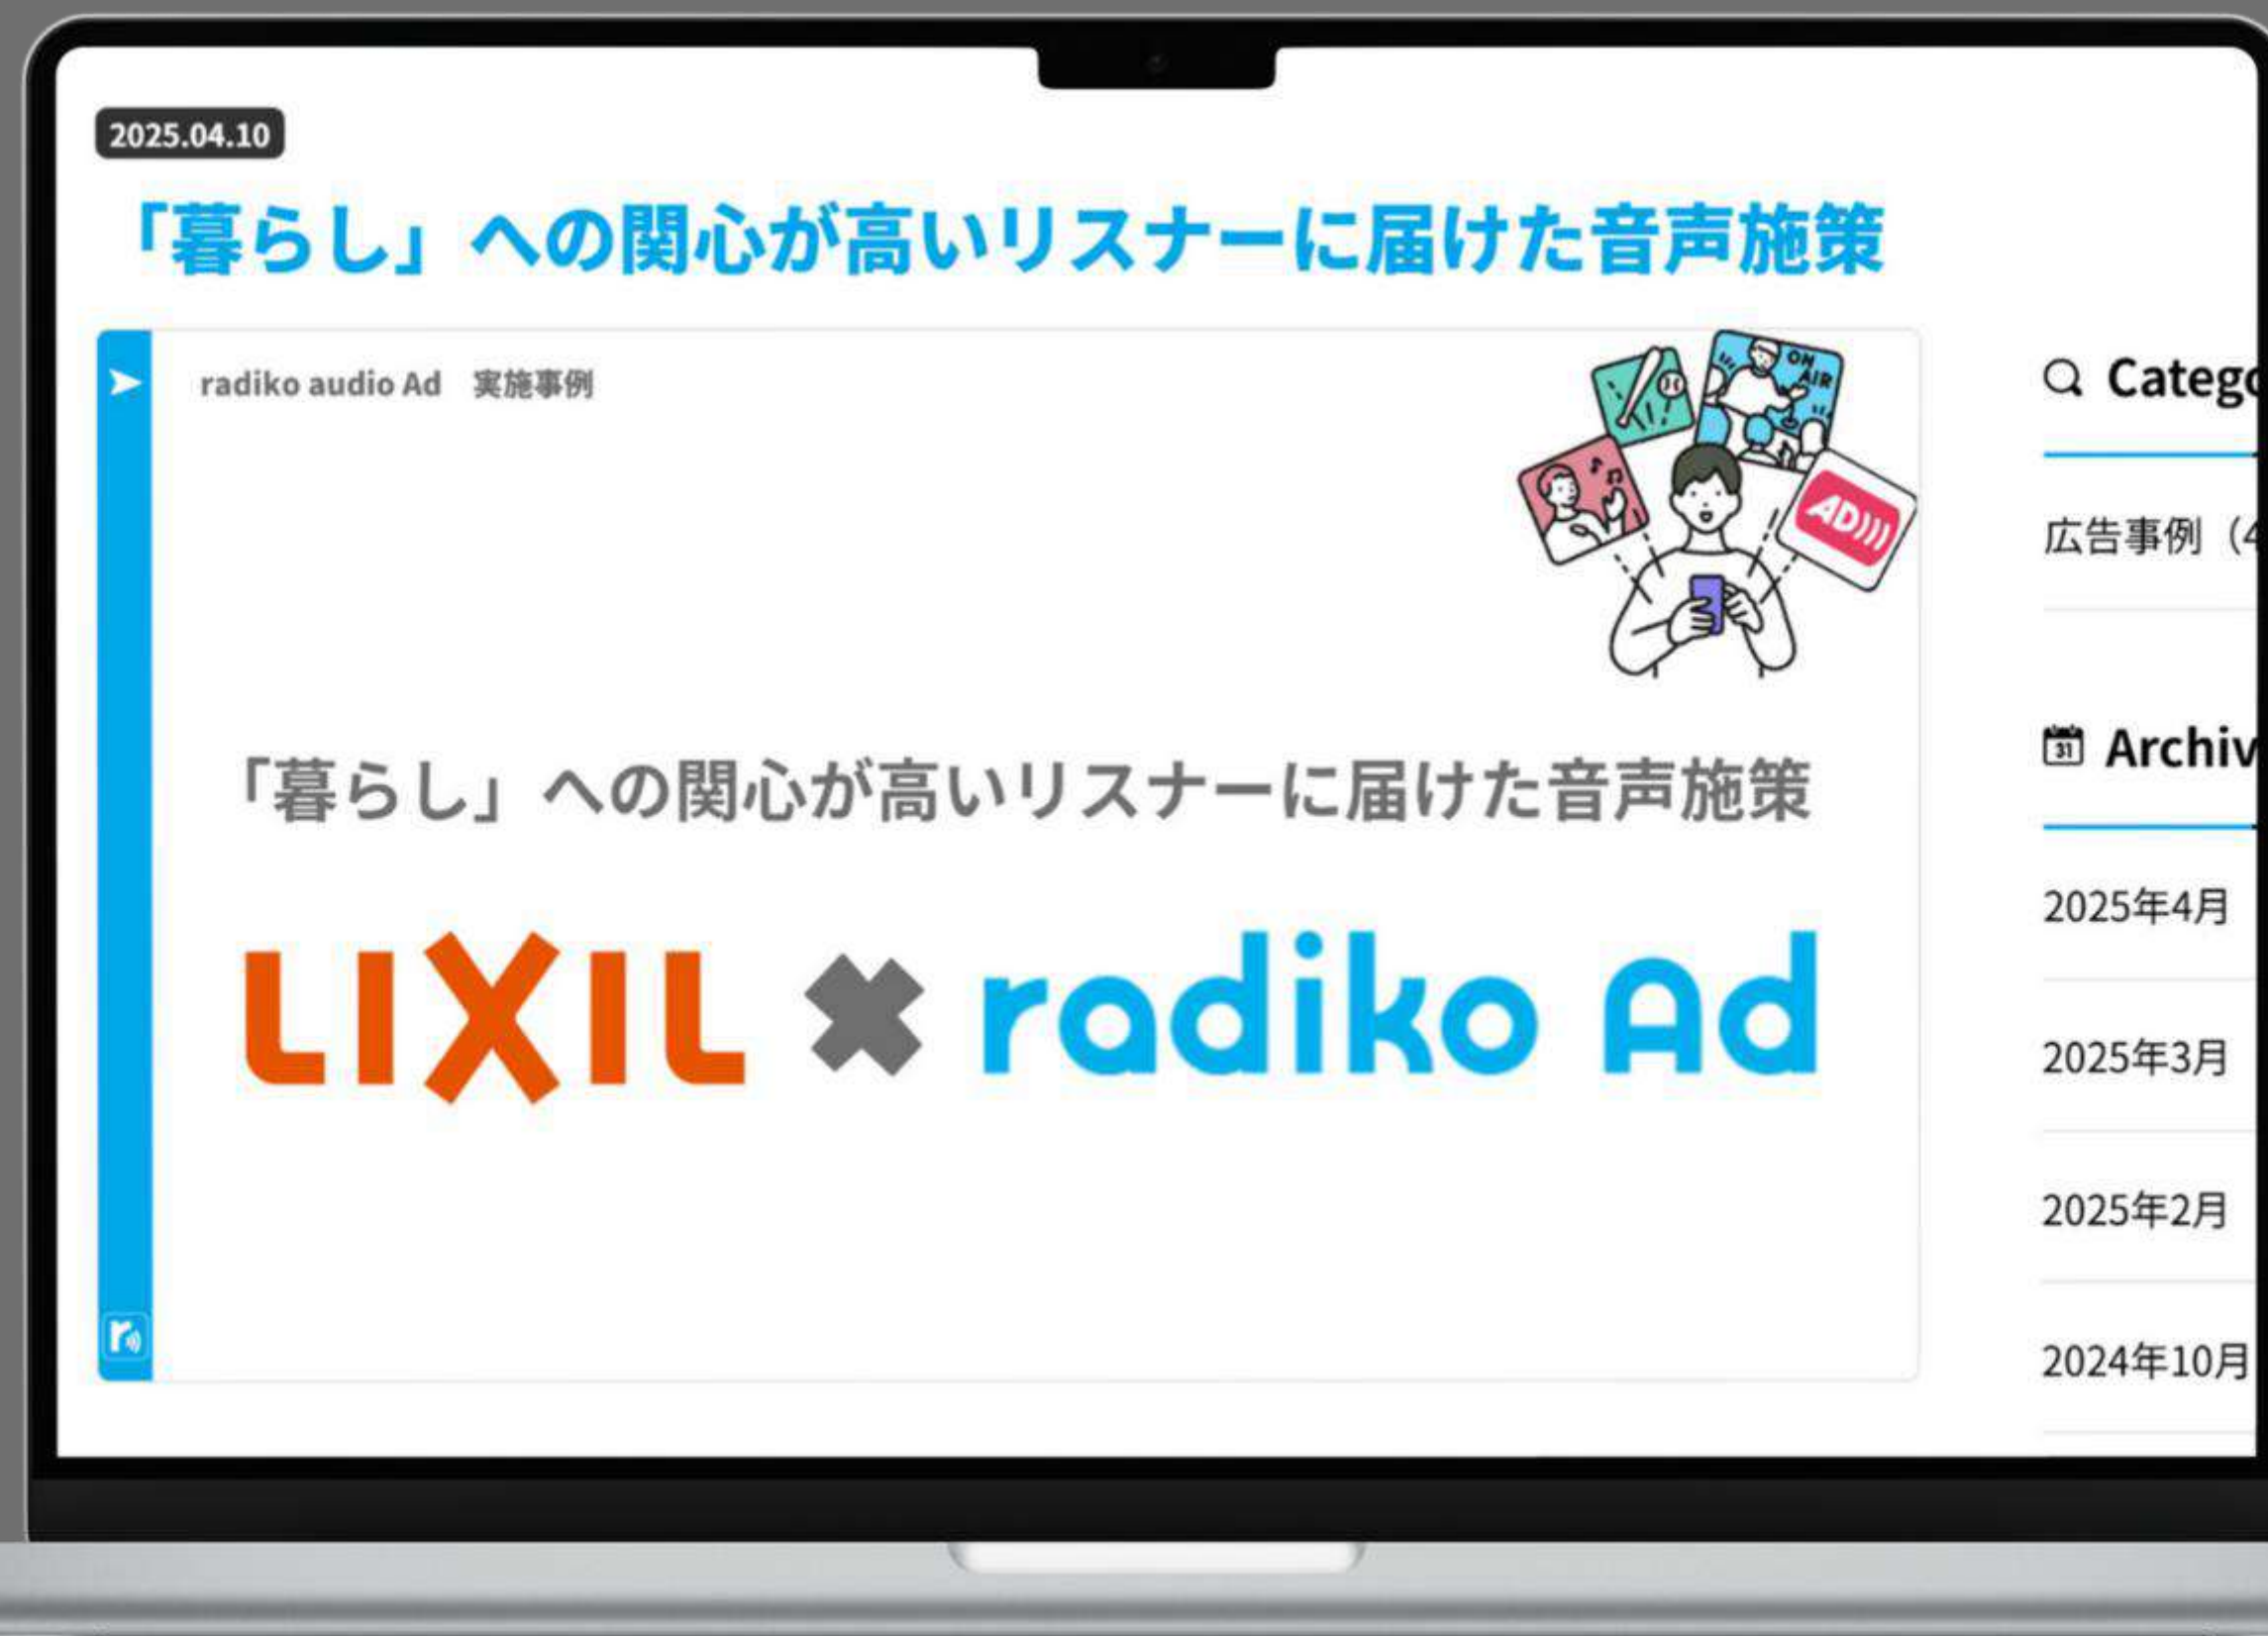 2025.04.10
「暮らし」への関心が高いリスナーに届けた音声施策
radiko audio Ad 実施事例
ON
AIR
AD
「暮らし」への関心が高いリスナーに届けた音声施策
LIXIL ✖ radiko Ad
Catego
広告事例（4
31
Archiv
2025年4月
2025年3月
2025年2月
2024年10月